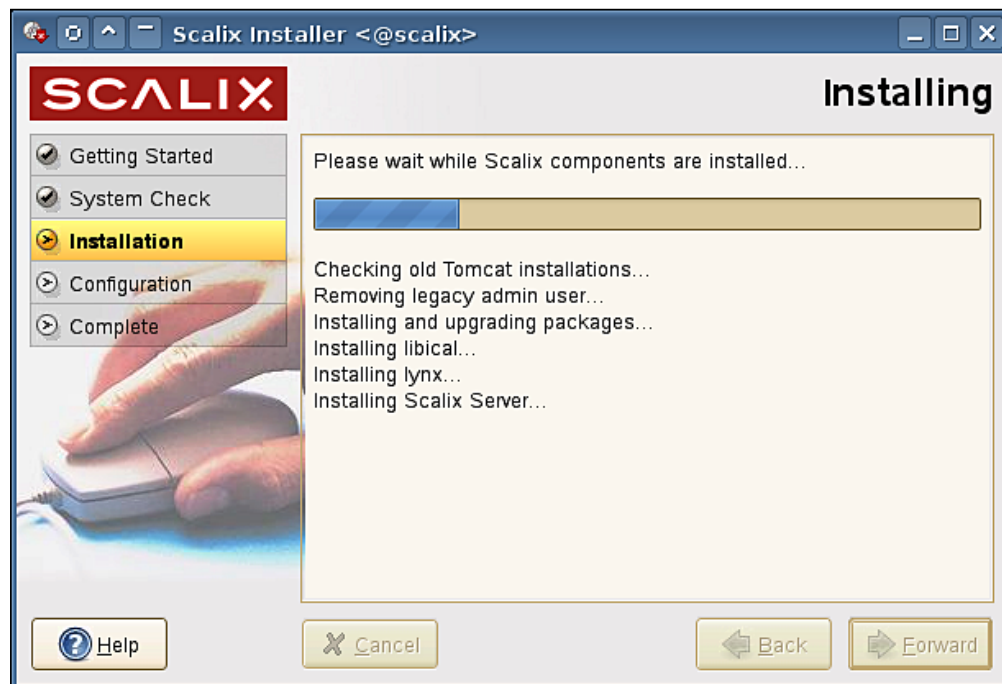 Scalix Installer <@scalix>
SCALIX
Installing
Getting Started
System Check
Installation
Configuration
Complete
Please wait while Scalix components are installed...
Checking old Tomcat installations...
Removing legacy admin user...
Installing and upgrading packages...
Installing libical...
Installing lynx...
Installing Scalix Server...
Help
Cancel
Back
Forward